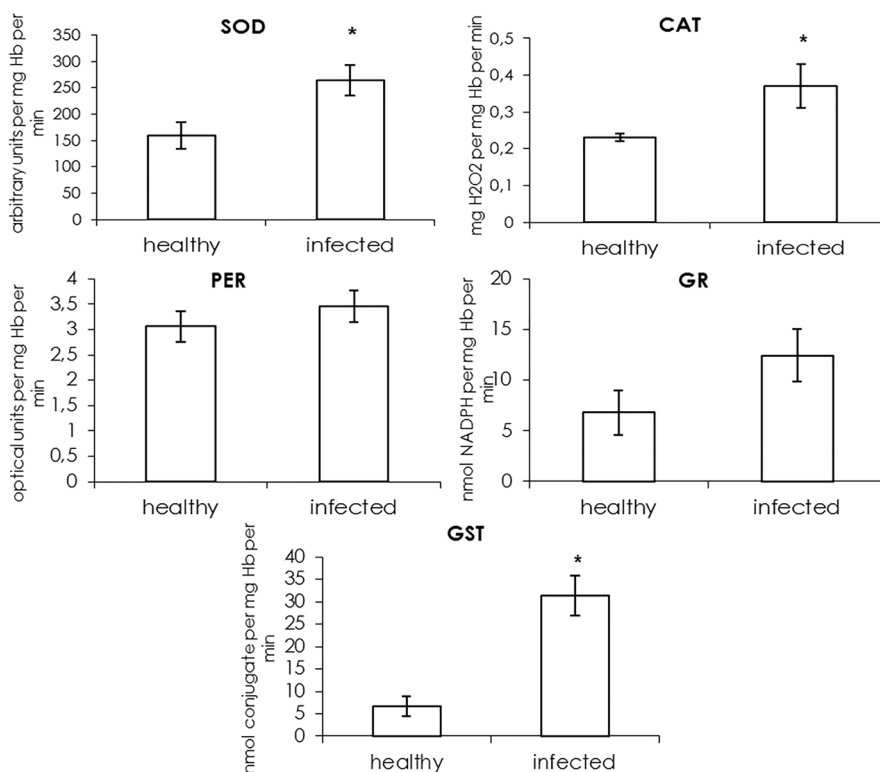 SOD
*
arbitrary units per mg Hb per
min
350
300
250
200
150
100
50
0
healthy infected
CAT
*
mg H2O2 per mg Hb per min
0,5
0,4
0,3
0,2
0,1
0
healthy infected
PER
optical units per mg Hb per
min
4
3,5
3
2,5
2
1,5
1
0,5
0
healthy infected
GR
nmol NADPH per mg Hb per
min
20
15
10
5
0
healthy infected
GST
*
nmol conjugate per mg Hb per
min
40
35
30
25
20
15
10
5
0
healthy infected